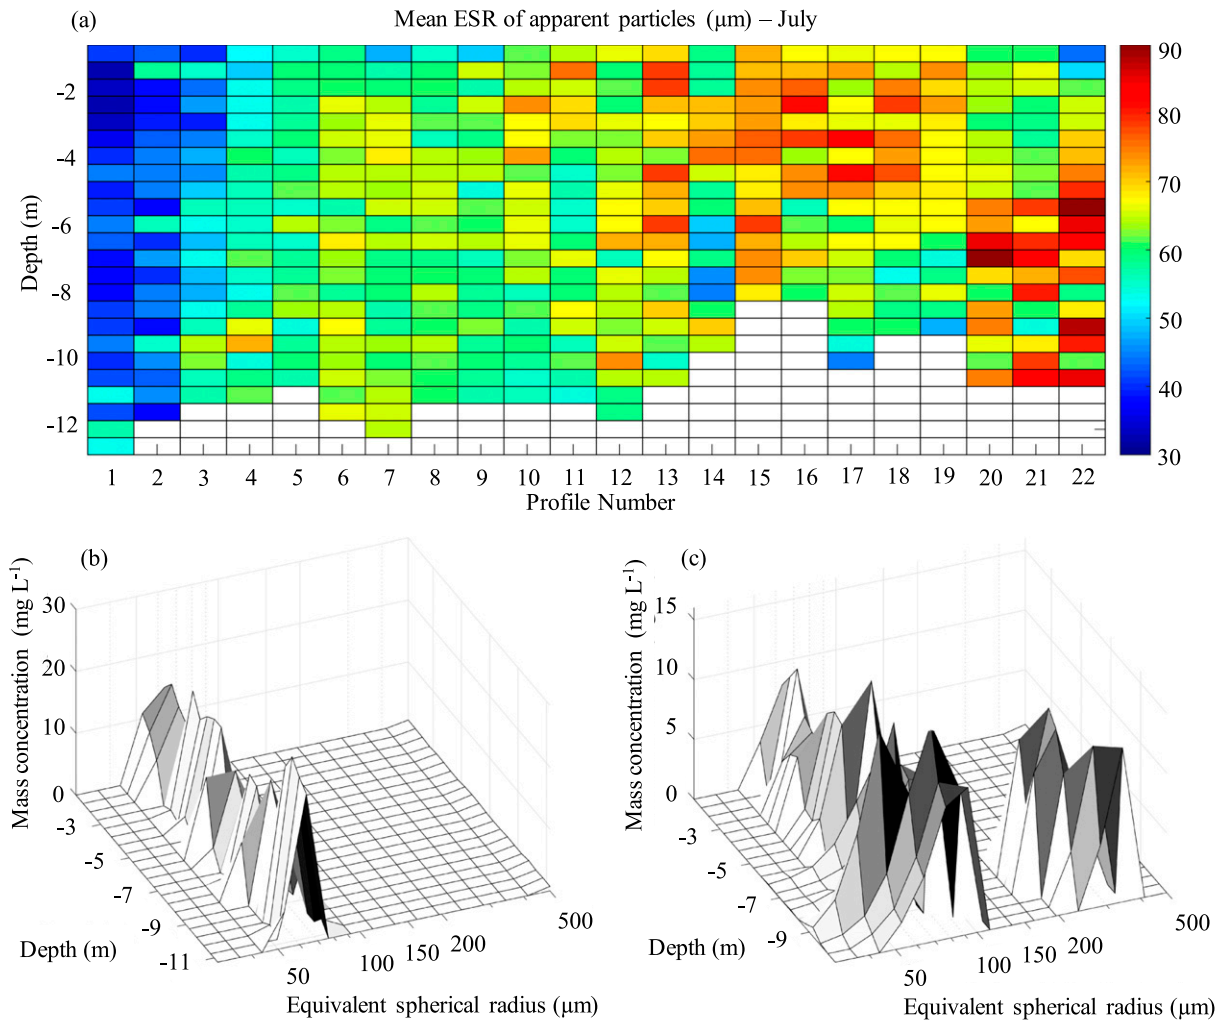 (a)
Mean ESR of apparent particles (μm) – July
Depth (m)
-2
-4
-6
-8
-10
-12
1 2 3 4 5 6 7 8 9 10 11 12 13 14 15 16 17 18 19 20 21 22
Profile Number
90
80
70
60
50
40
30
(b)
Mass concentration (mg L-1)
30
20
10
0
-3
-5
-7
-9
-11
Depth (m)
50 100 150 200 500
Equivalent spherical radius (μm)
(c)
Mass concentration (mg L-1)
15
10
5
0
-3
-5
-7
-9
Depth (m)
50 100 150 200 500
Equivalent spherical radius (μm)